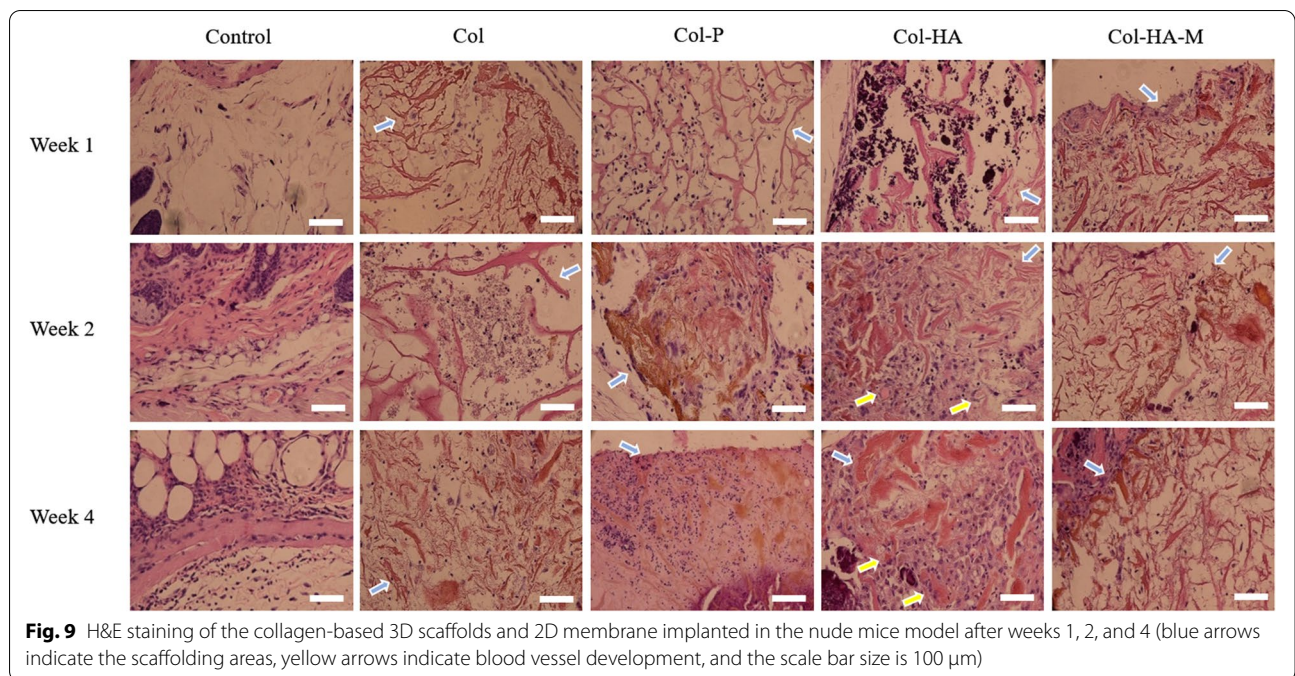 Control Col Col-P Col-HA Col-HA-M
Week 1
Week 2
Week 4
Fig. 9 H&E staining of the collagen-based 3D scaffolds and 2D membrane implanted in the nude mice model after weeks 1, 2, and 4 (blue arrows
indicate the scaffolding areas, yellow arrows indicate blood vessel development, and the scale bar size is 100 μm)